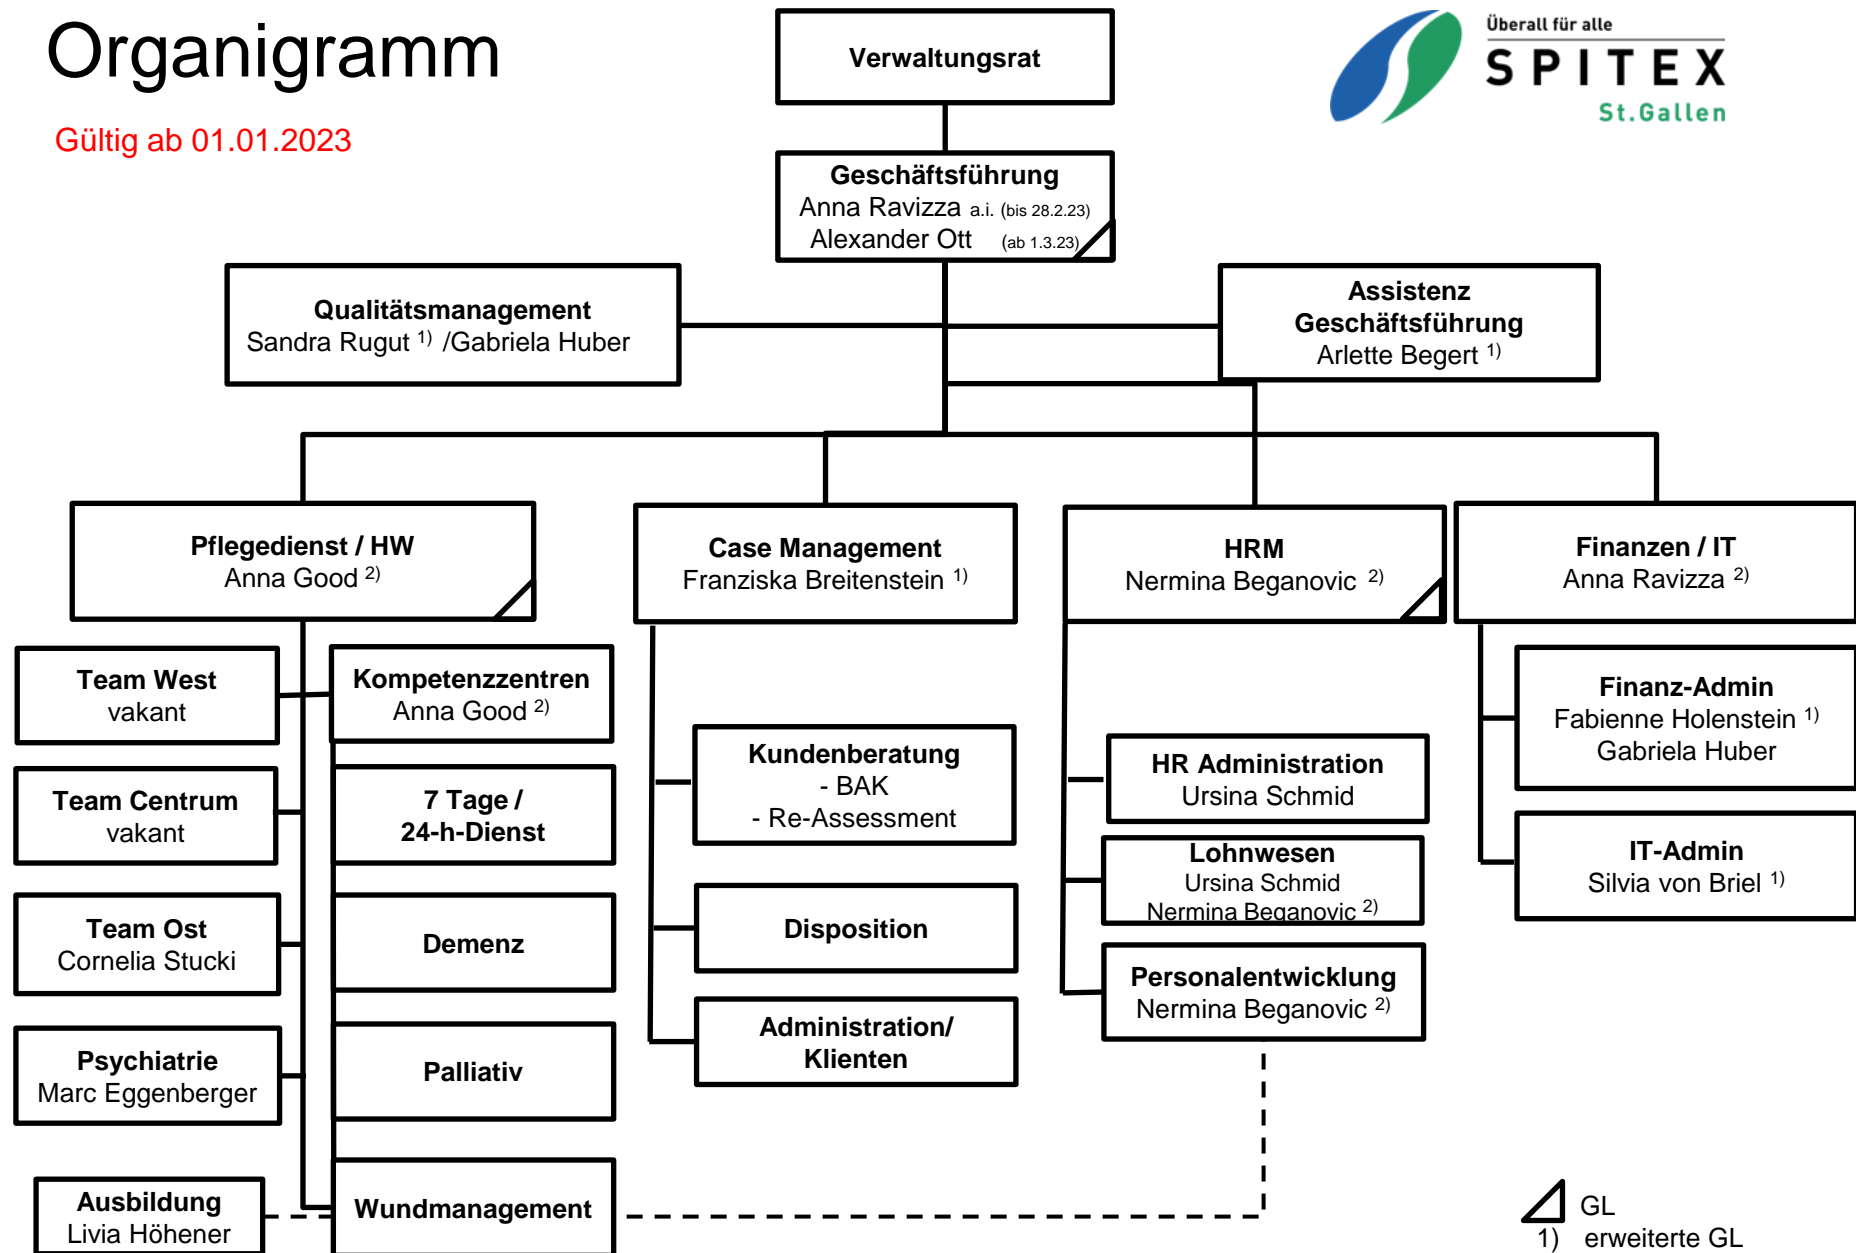 Organigramm
Gültig ab 01.01.2023
Überall für alle
SPITEX
St.Gallen
Verwaltungsrat
Geschäftsführung
Anna Ravizza a.i. (bis 28.2.23)
Alexander Ott (ab 1.3.23)
Qualitätsmanagement
Sandra Rugut 1) /Gabriela Huber
Assistenz
Geschäftsführung
Arlette Begert 1)
Pflegedienst / HW
Anna Good 2)
Case Management
Franziska Breitenstein 1)
HRM
Nermina Beganovic 2)
Finanzen / IT
Anna Ravizza 2)
Team West
vakant
Kompetenzzentren
Anna Good 2)
Team Centrum
vakant
7 Tage /
24-h-Dienst
Team Ost
Cornelia Stucki
Demenz
Psychiatrie
Marc Eggenberger
Palliativ
Ausbildung
Livia Höhener
Wundmanagement
Kundenberatung
- BAK
- Re-Assessment
Disposition
Administration/
Klienten
HR Administration
Ursina Schmid
Lohnwesen
Ursina Schmid
Nermina Beganovic 2)
Personalentwicklung
Nermina Beganovic 2)
Finanz-Admin
Fabienne Holenstein 1)
Gabriela Huber
IT-Admin
Silvia von Briel 1)
GL
1) erweiterte GL